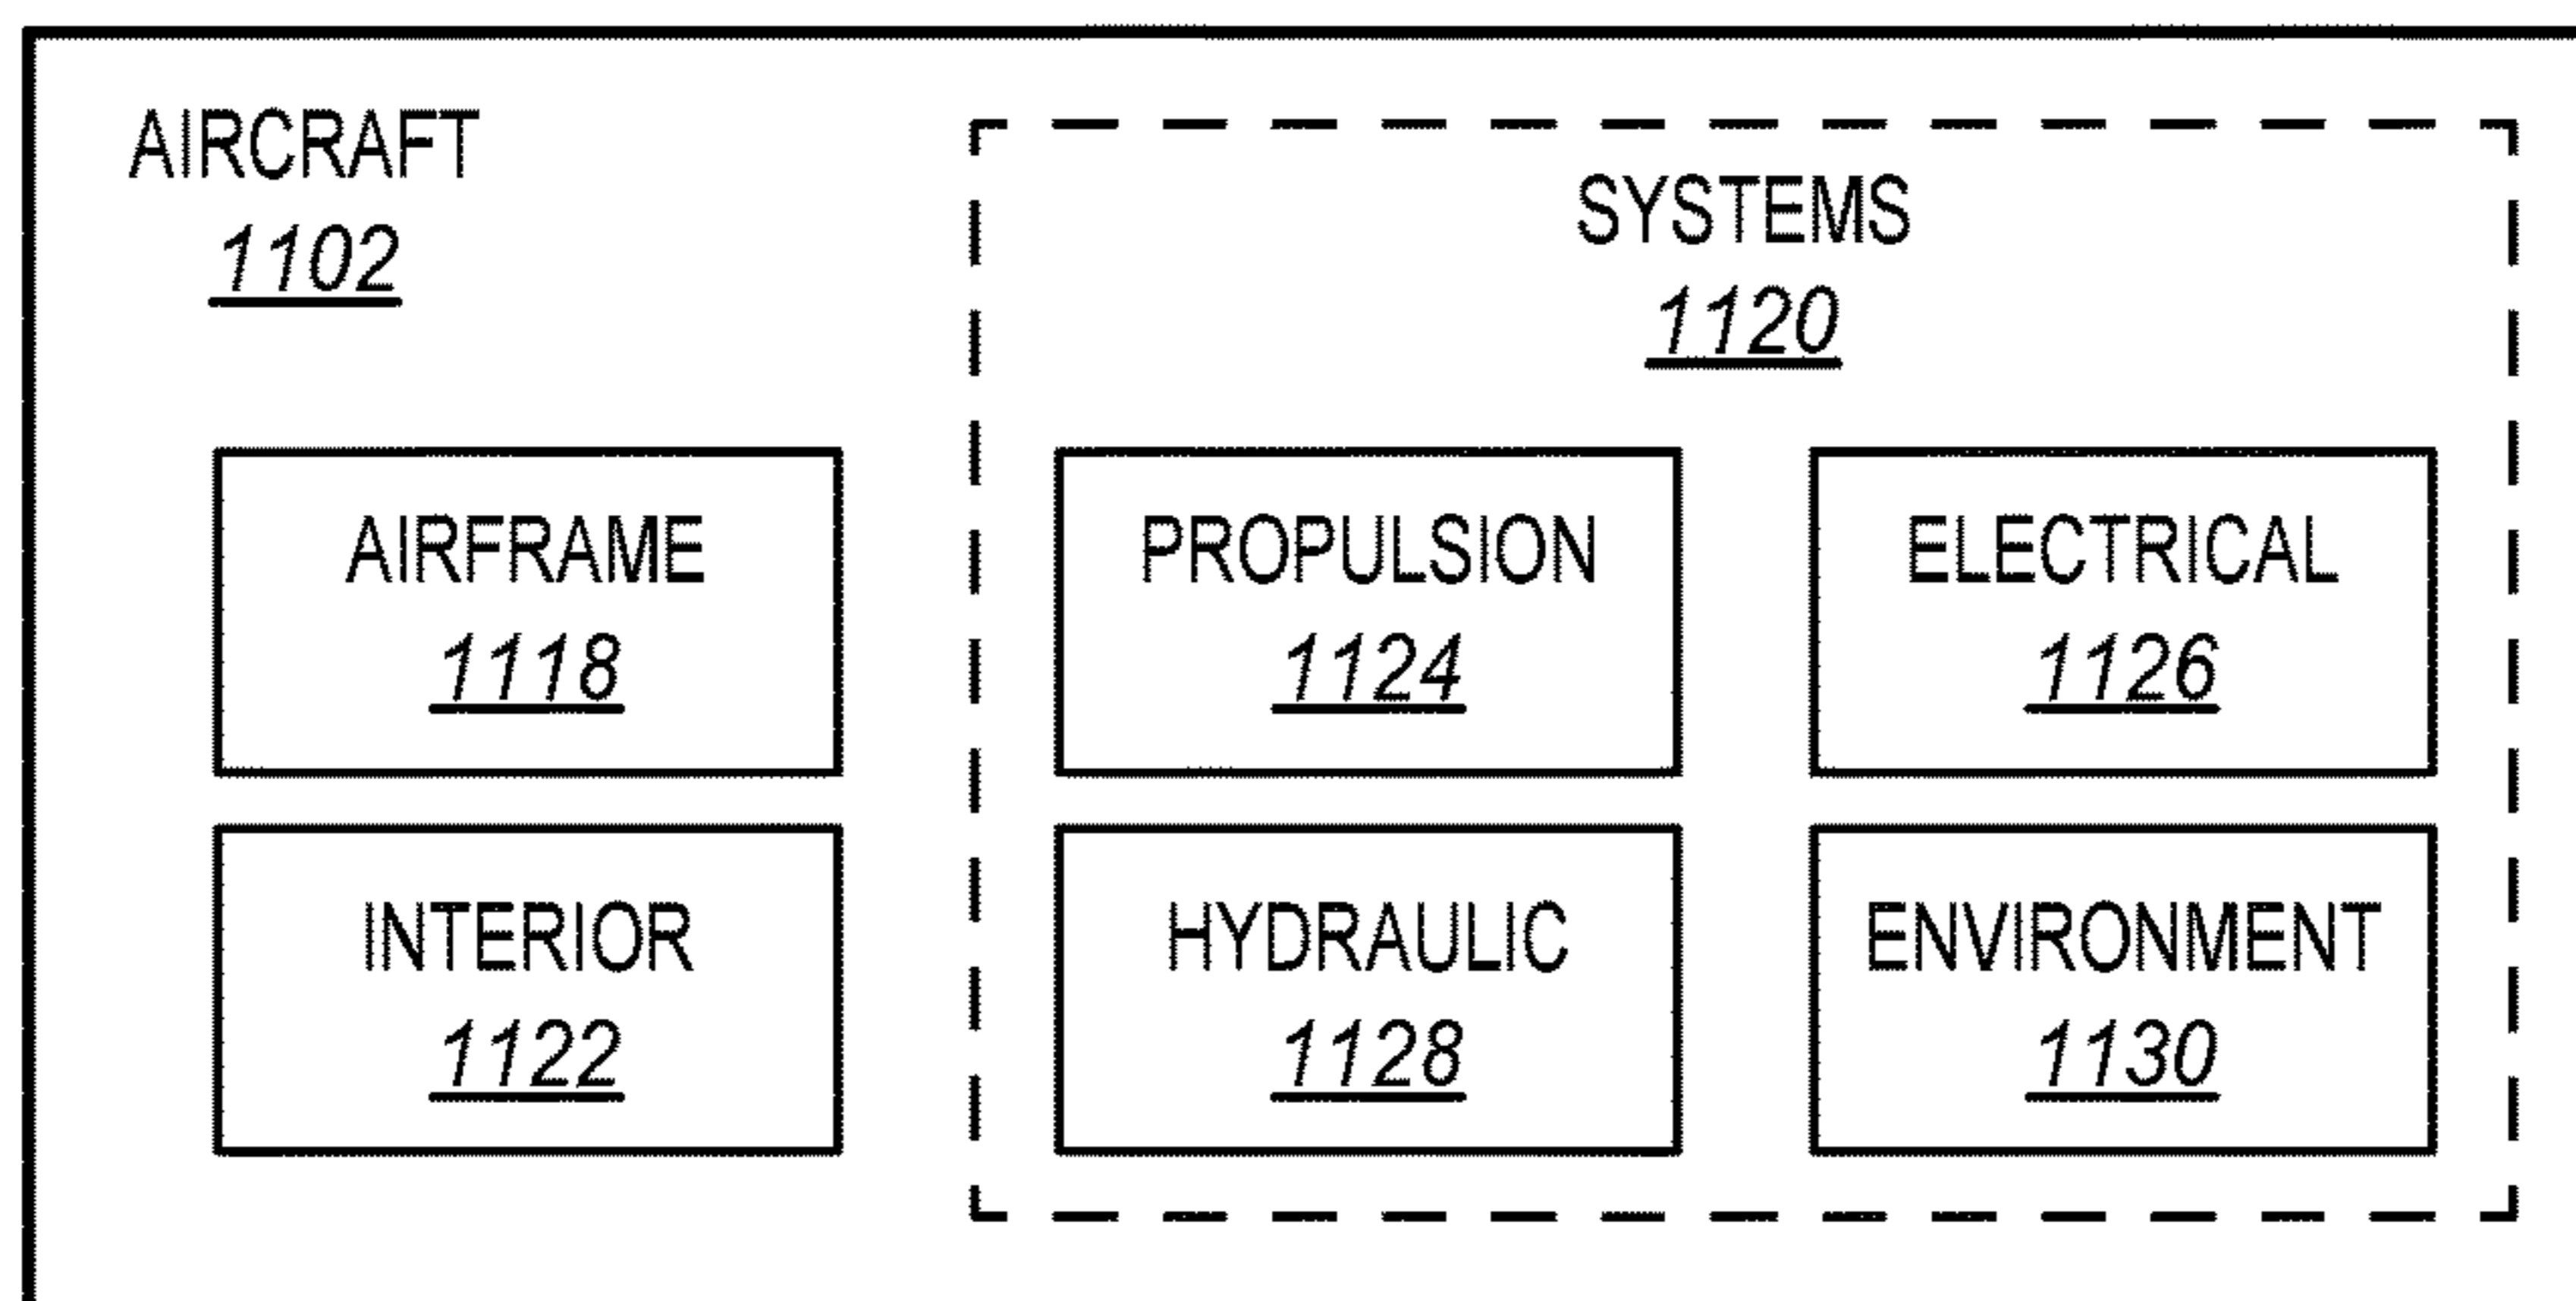 AIRCRAFT
1102
SYSTEMS
1120
AIRFRAME
1118
PROPULSION
1124
ELECTRICAL
1126
INTERIOR
1122
HYDRAULIC
1128
ENVIRONMENT
1130